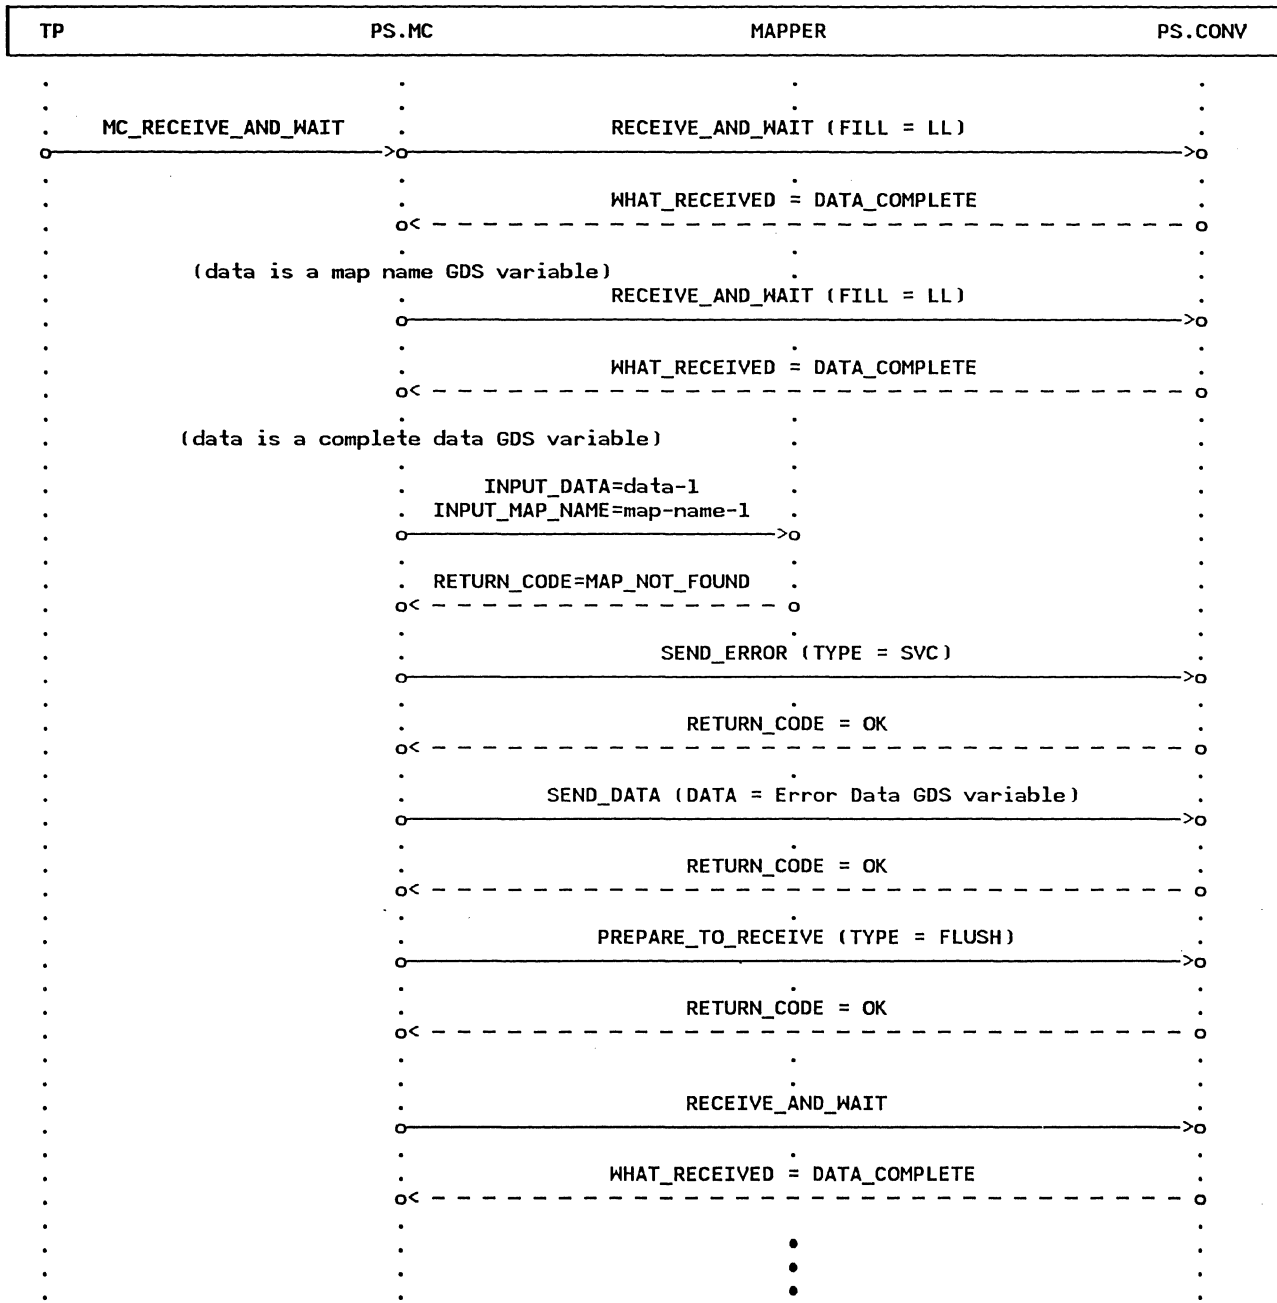 TP PS.MC MAPPER PS.CONV
MC_RECEIVE_AND_WAIT RECEIVE_AND_WAIT (FILL = LL)
WHAT_RECEIVED = DATA_COMPLETE
(data is a map name GDS variable)
RECEIVE_AND_WAIT (FILL = LL)
WHAT_RECEIVED = DATA_COMPLETE
(data is a complete data GDS variable)
INPUT_DATA=data-1
INPUT_MAP_NAME=map-name-1
RETURN_CODE=MAP_NOT_FOUND
SEND_ERROR (TYPE = SVC)
RETURN_CODE = OK
SEND_DATA (DATA = Error Data GDS variable)
RETURN_CODE = OK
PREPARE_TO_RECEIVE (TYPE = FLUSH)
RETURN_CODE = OK
RECEIVE_AND_WAIT
WHAT_RECEIVED = DATA_COMPLETE